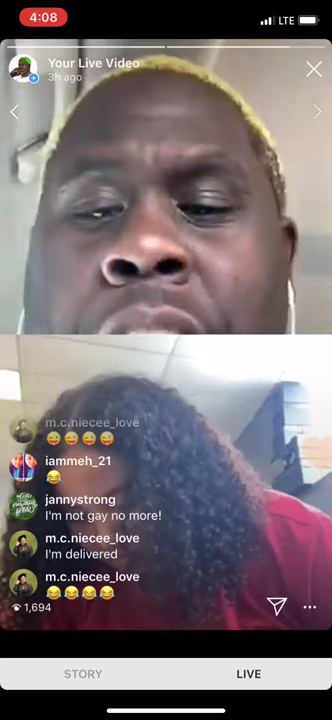 4:08
LTE
Your Live Video
3h ago
m.c.niecee_love
😜😜😜😜
iammeh_21
😂
jannystrong
I'm not gay no more!
m.c.niecee_love
I'm delivered
m.c.niecee_love
😂😂😂😂
1,694
STORY
LIVE